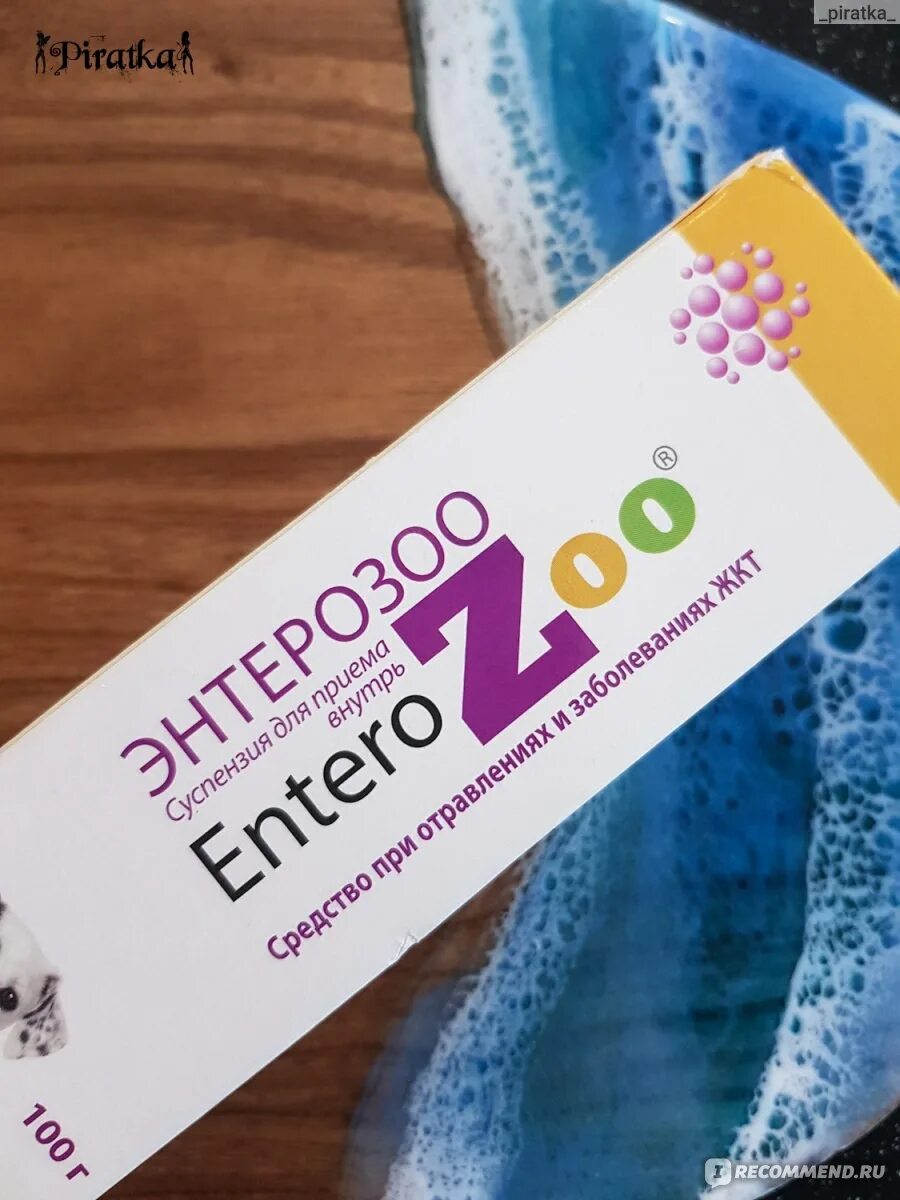 _piratka_
Piratka
ЭНТЕРОЗОО
Суспензия для приема
внутрь
Entero Zoo ®
Средство при отравлениях и заболеваниях ЖКТ
100 г
RECOMMEND.RU